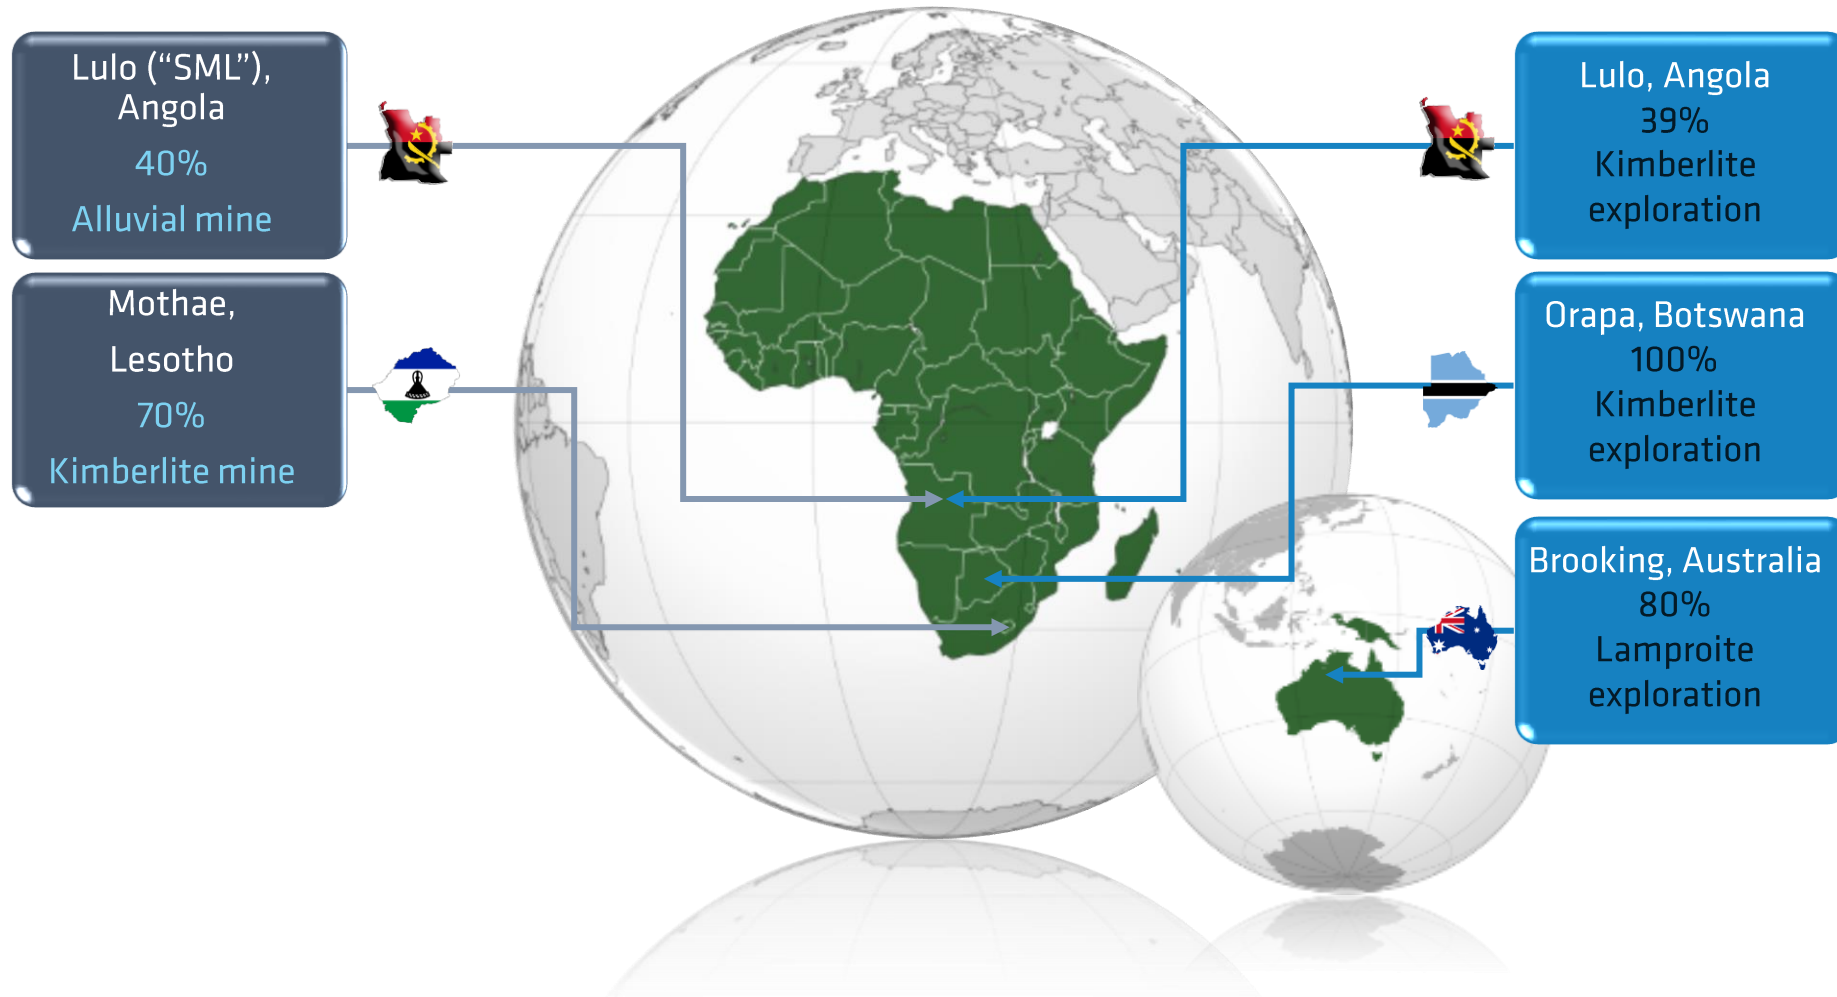 Lulo (“SML”),
Angola
40%
Alluvial mine
Mothae,
Lesotho
70%
Kimberlite mine
Lulo, Angola
39%
Kimberlite
exploration
Orapa, Botswana
100%
Kimberlite
exploration
Brooking, Australia
80%
Lamproite
exploration